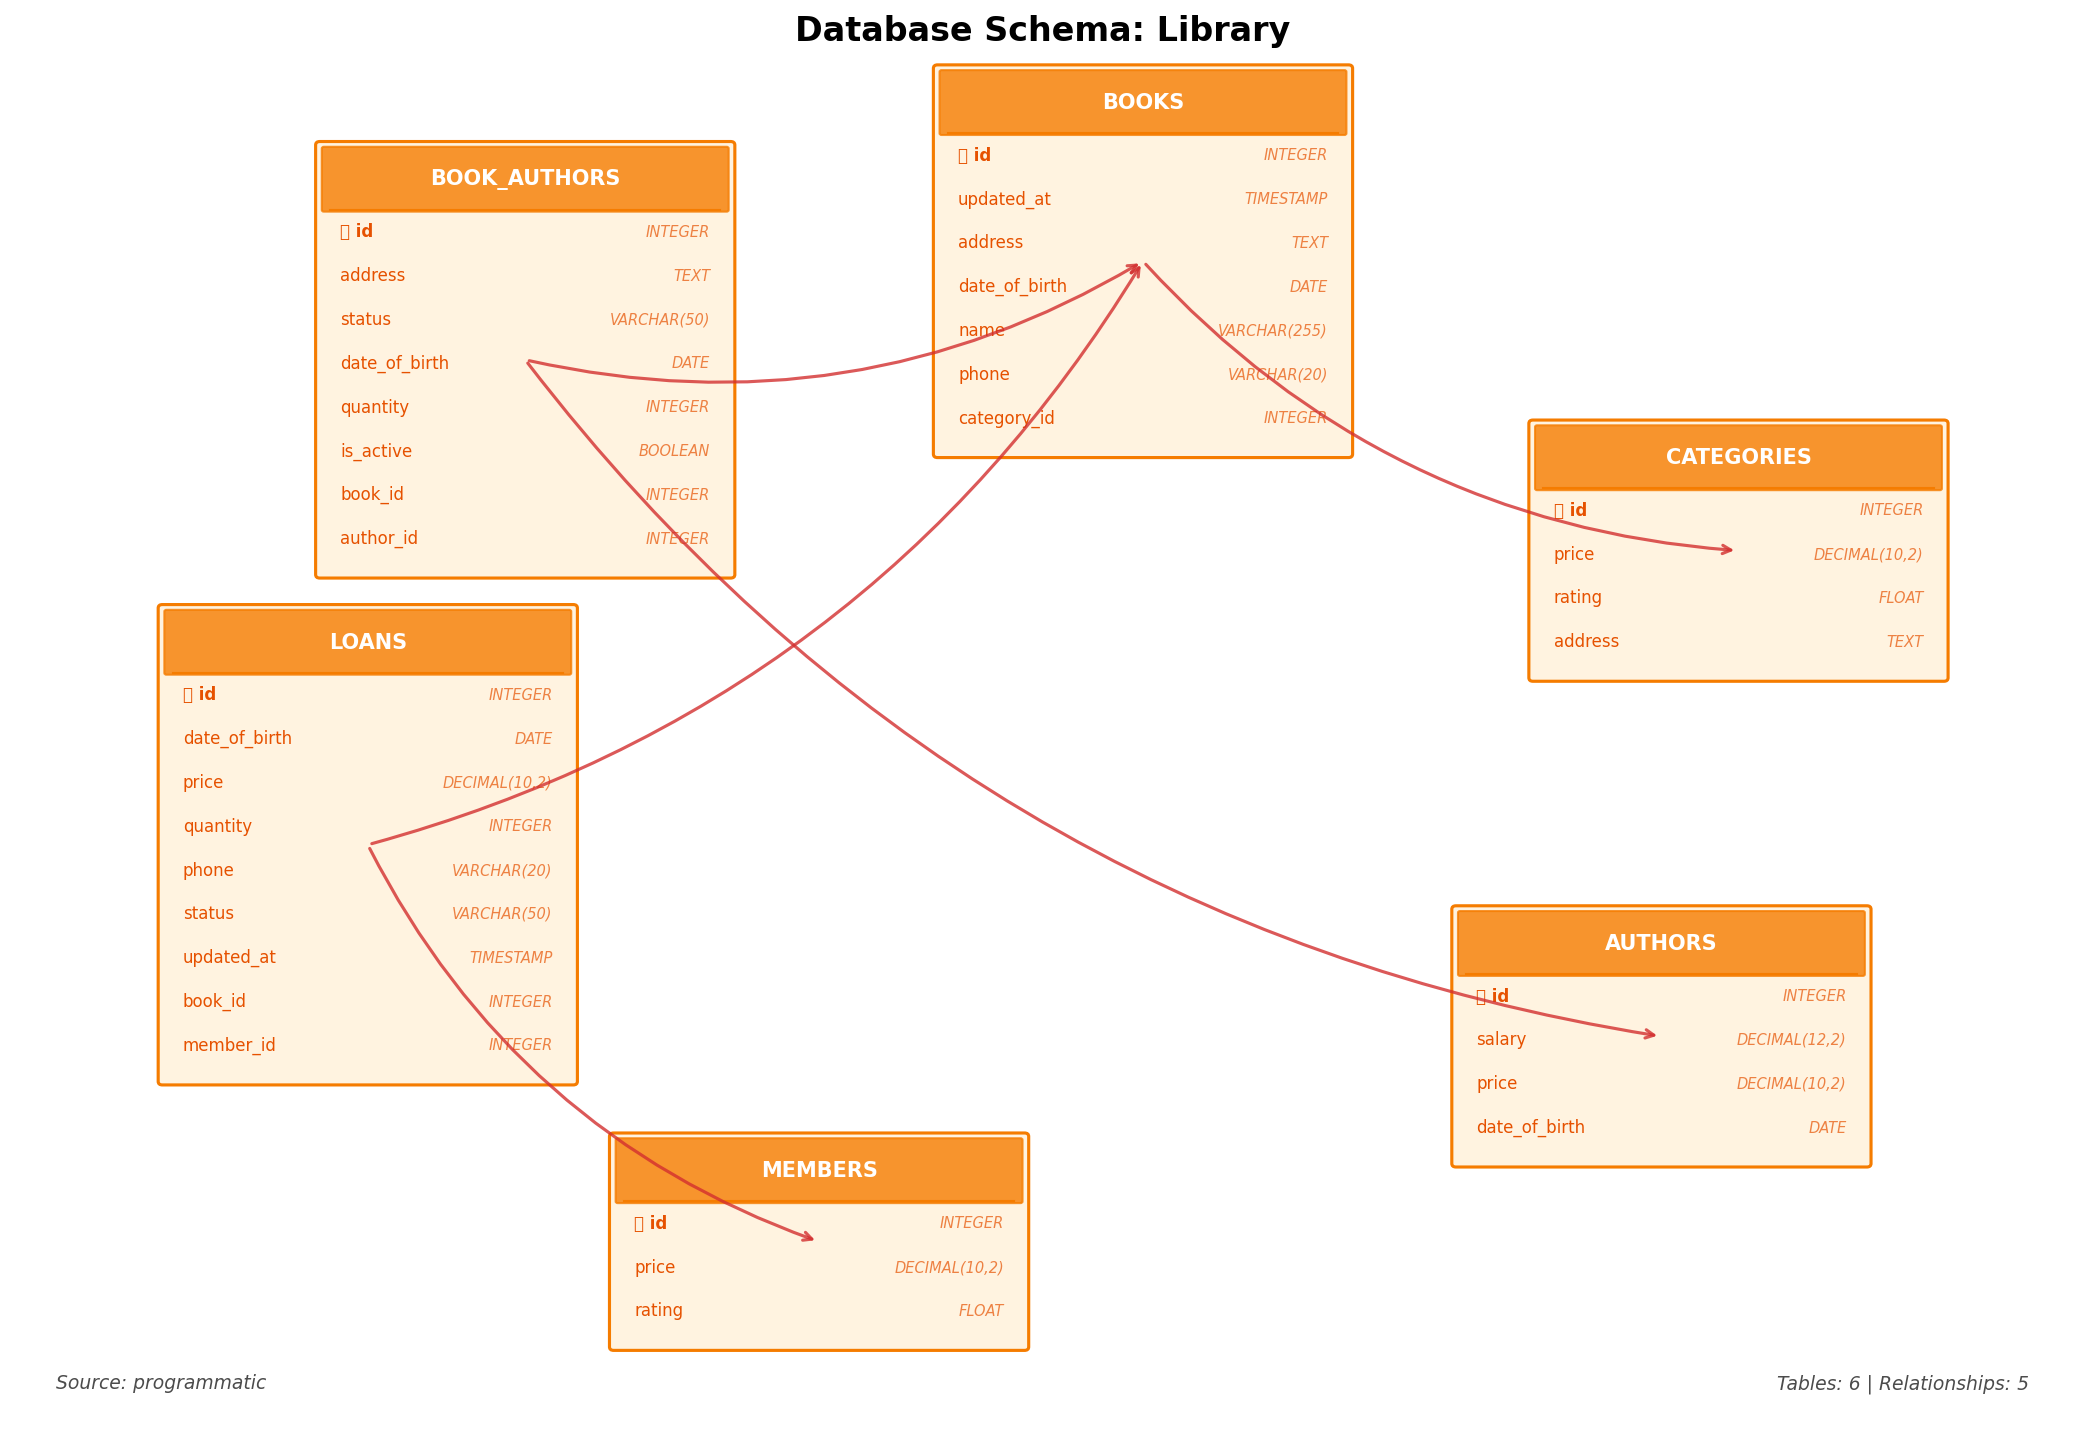 Database Schema: Library
BOOKS
id INTEGER
updated_at TIMESTAMP
address TEXT
date_of_birth DATE
name VARCHAR(255)
phone VARCHAR(20)
category_id INTEGER
BOOK_AUTHORS
id INTEGER
address TEXT
status VARCHAR(50)
date_of_birth DATE
quantity INTEGER
is_active BOOLEAN
book_id INTEGER
author_id INTEGER
CATEGORIES
id INTEGER
price DECIMAL(10,2)
rating FLOAT
address TEXT
LOANS
id INTEGER
date_of_birth DATE
price DECIMAL(10,2)
quantity INTEGER
phone VARCHAR(20)
status VARCHAR(50)
updated_at TIMESTAMP
book_id INTEGER
member_id INTEGER
AUTHORS
id INTEGER
salary DECIMAL(12,2)
price DECIMAL(10,2)
date_of_birth DATE
MEMBERS
id INTEGER
price DECIMAL(10,2)
rating FLOAT
Source: programmatic
Tables: 6 | Relationships: 5